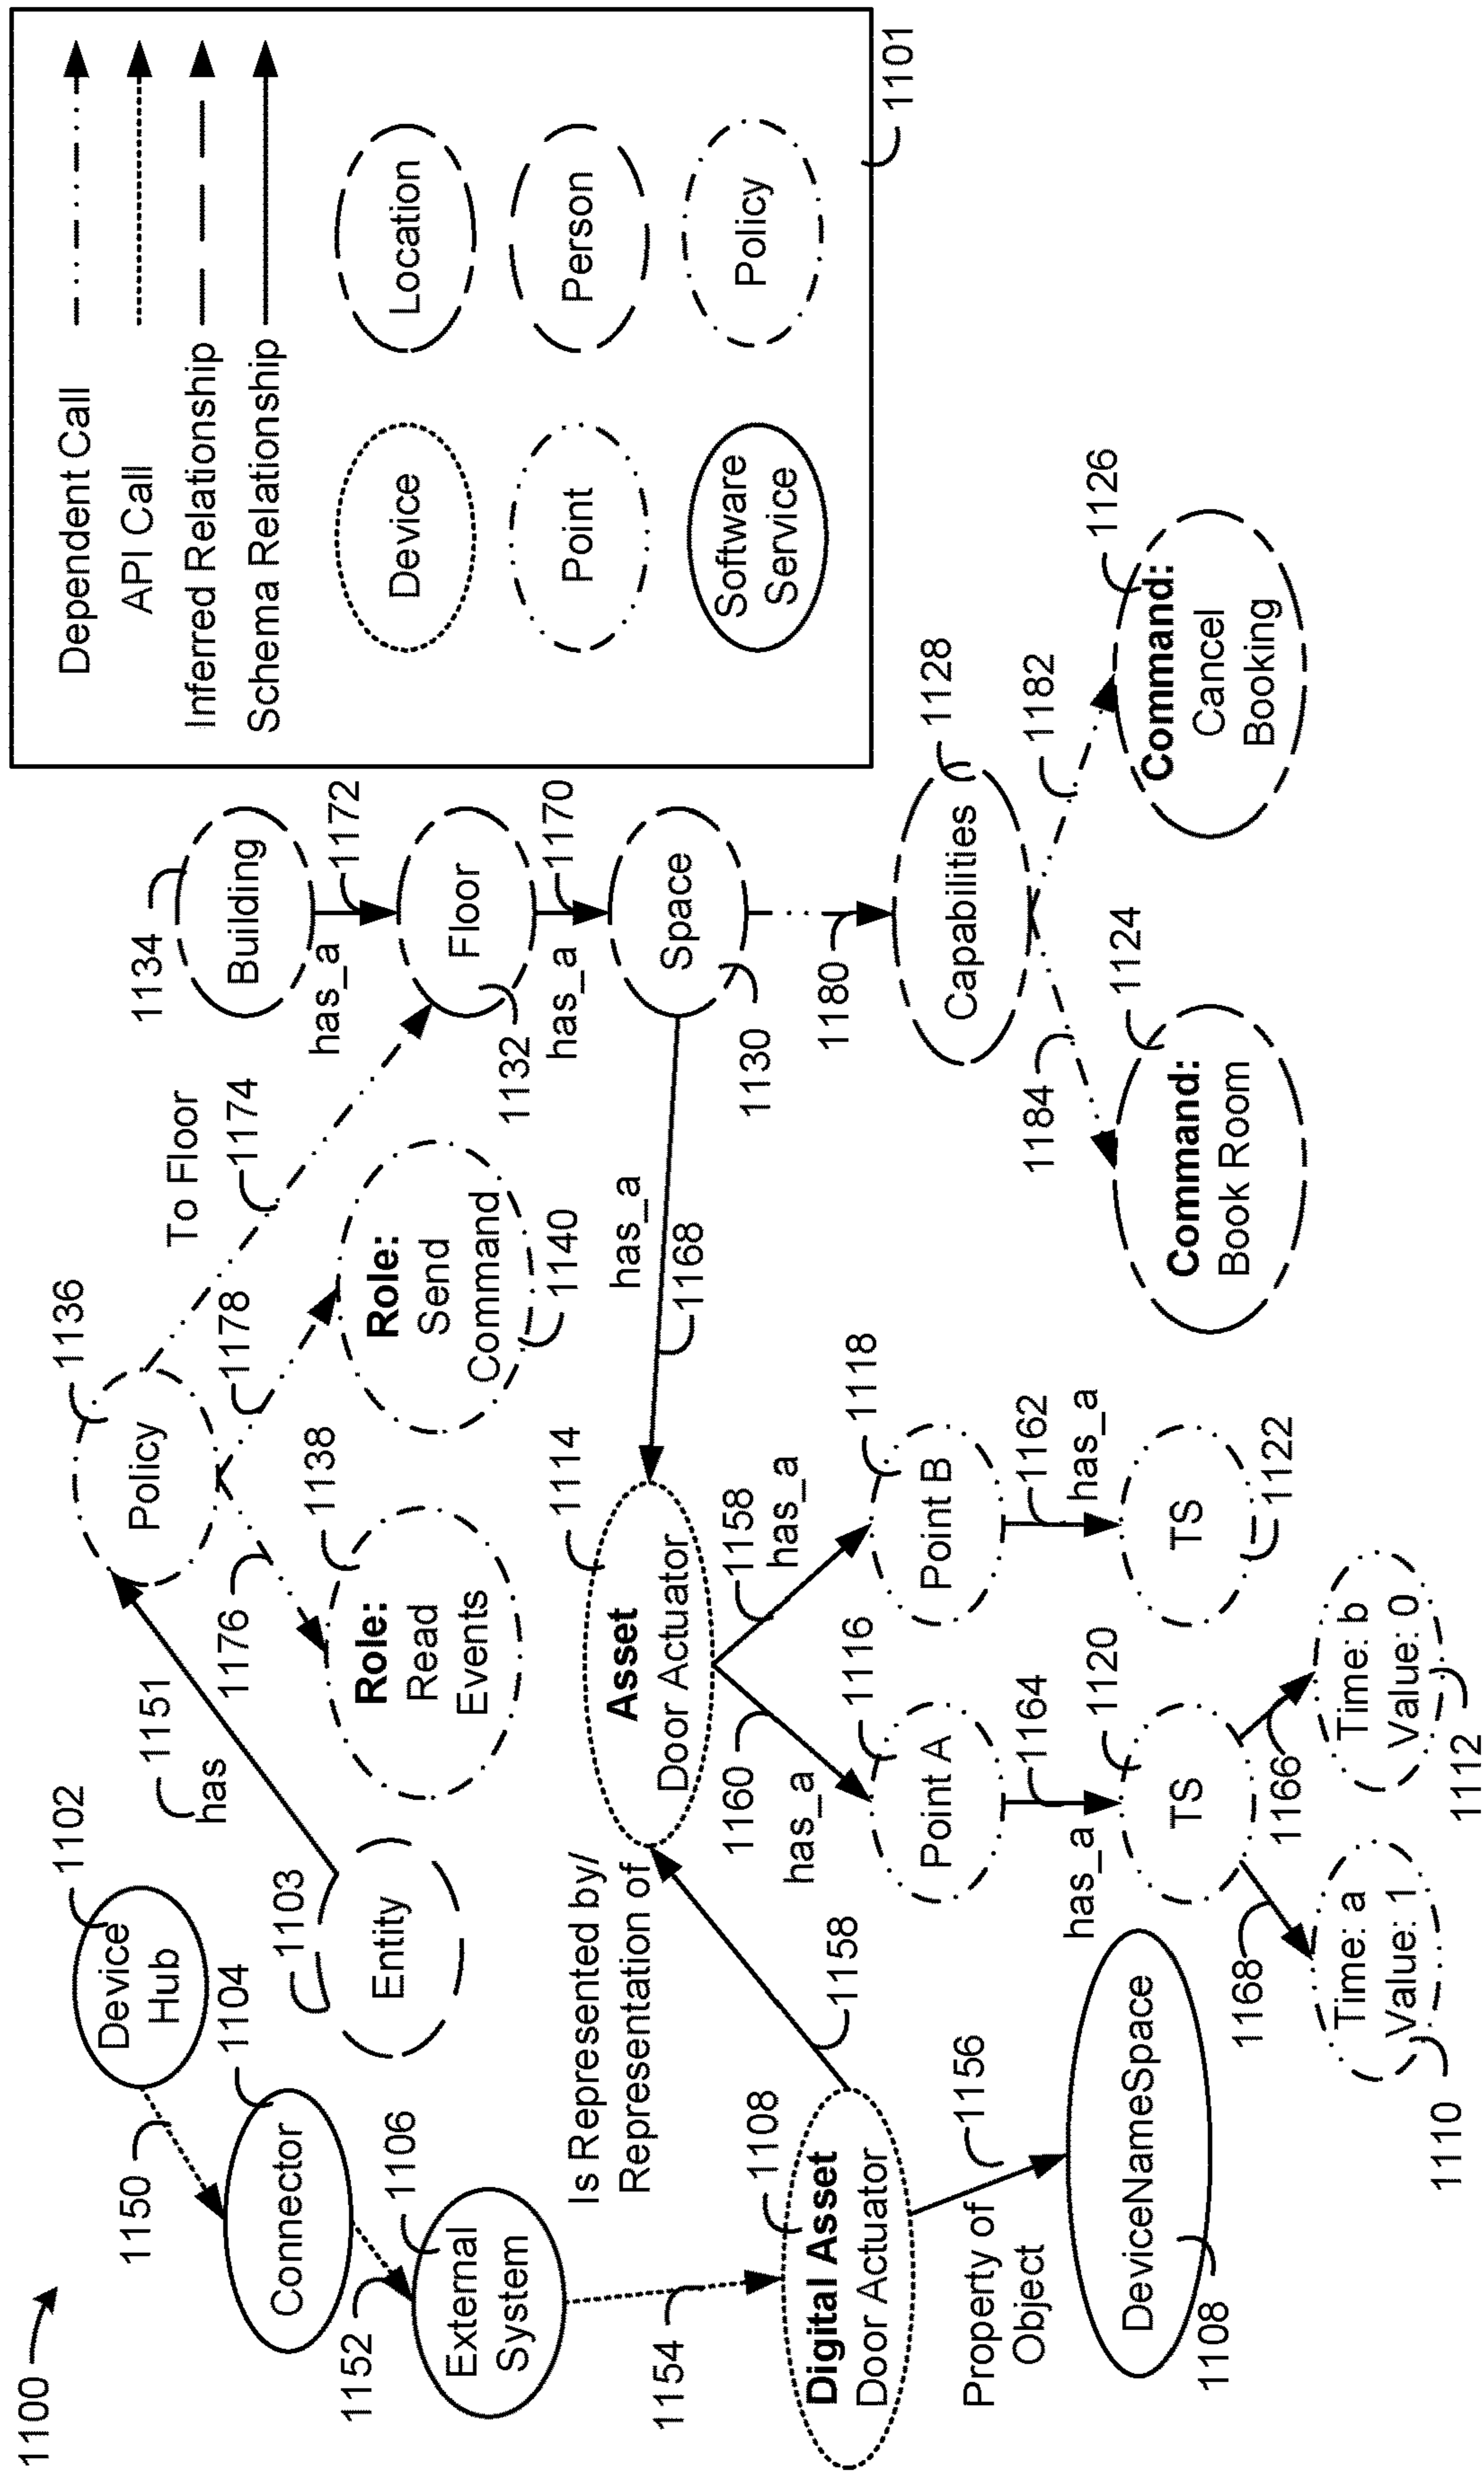 1100
1150
1102
Device
Hub
1104
Connector
1152
1106
External
System
1154
1103
Entity
1151
has
1136
Policy
1176
1138
Role:
Read
Events
1178
Role:
Send
Command
1140
To Floor
1174
1134
Building
has_a
1172
Floor
1132
has_a
1170
Space
1130
has_a
1168
1180
1128
Capabilities
1184
1182
1124
Command:
Book Room
1126
Command:
Cancel
Booking
Is Represented by/
Representation of
1158
1108
Digital Asset
Door Actuator
1156
Property of
Object
DeviceNameSpace
1108
1114
Asset
Door Actuator
1160
has_a
1158
has_a
1116
Point A
1118
Point B
1164
has_a
1162
has_a
1120
TS
TS
1122
1168
1166
Time: a
Value: 1
1110
Time: b
Value: 0
1112
Dependent Call
API Call
Inferred Relationship
Schema Relationship
Device
Location
Point
Person
Software
Service
Policy
1101